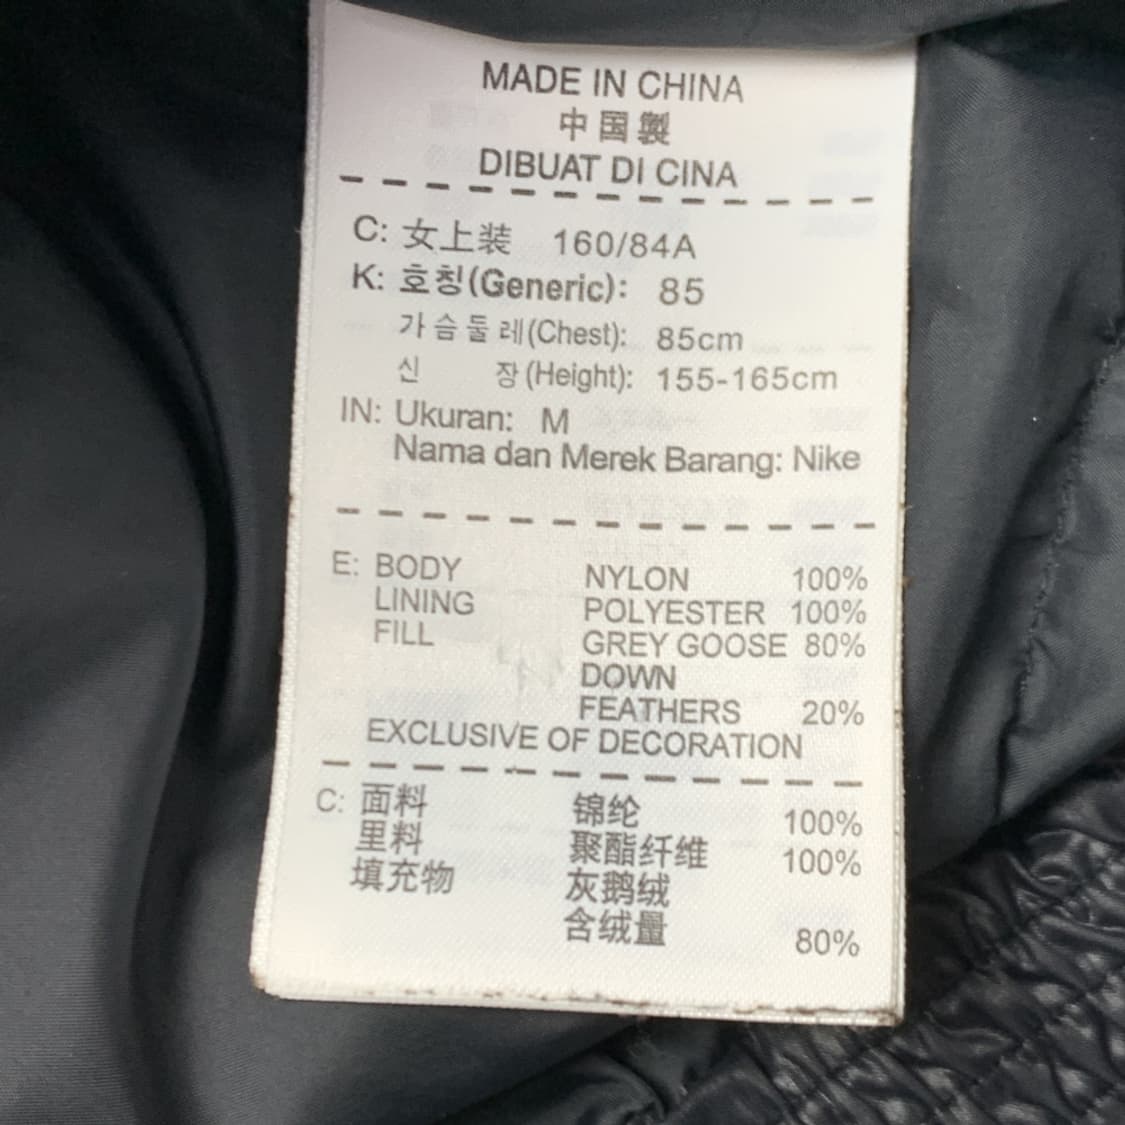 MADE IN CHINA
中国製
DIBUAT DI CINA
C: 女上装 160/84A
K: 호칭(Generic): 85
가슴둘레(Chest): 85cm
신 장(Height): 155-165cm
IN: Ukuran: M
Nama dan Merek Barang: Nike
E: BODY NYLON 100%
LINING POLYESTER 100%
FILL GREY GOOSE 80%
DOWN
FEATHERS 20%
EXCLUSIVE OF DECORATION
C: 面料 锦纶 100%
里料 聚酯纤维 100%
填充物 灰鹅绒
含绒量 80%